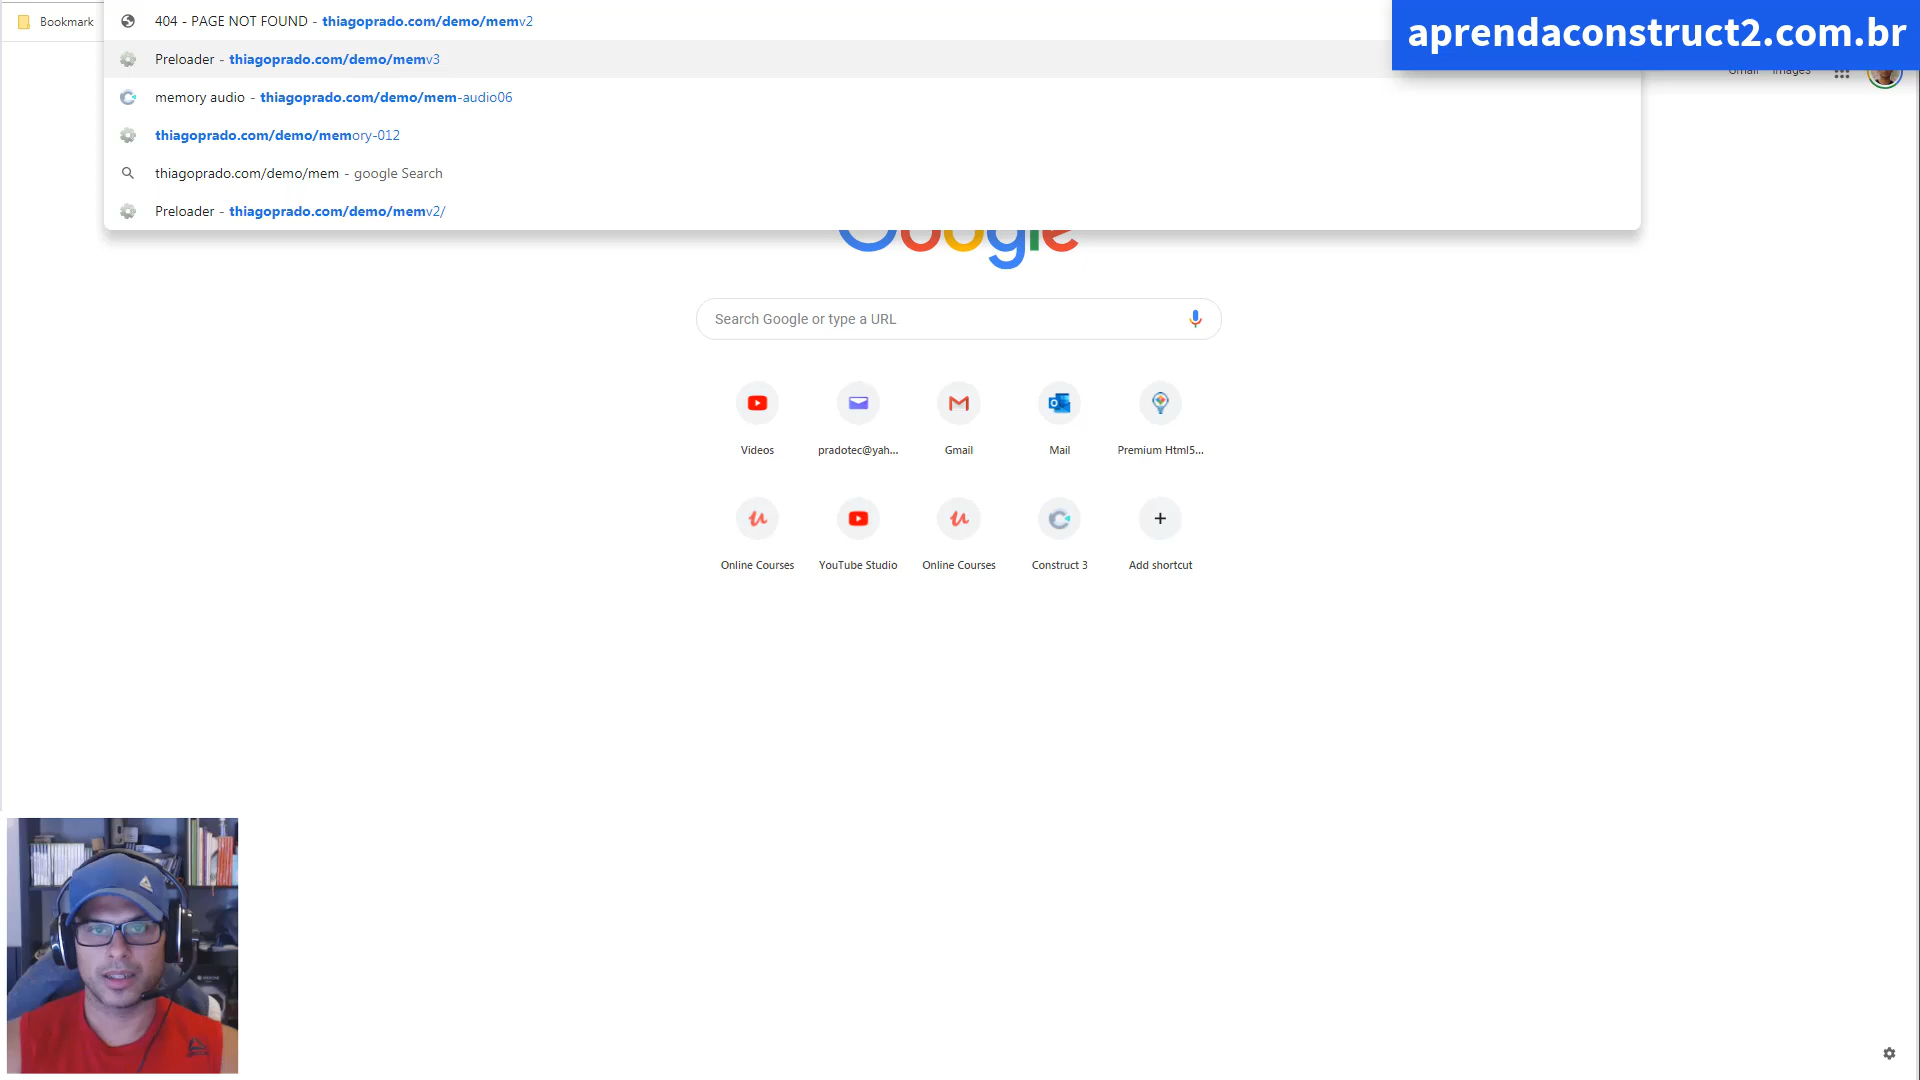 Bookmark
404 - PAGE NOT FOUND - thiagoprado.com/demo/memv2
aprendaconstruct2.com.br
Preloader - thiagoprado.com/demo/memv3
Gmail Images
memory audio - thiagoprado.com/demo/mem-audio06
thiagoprado.com/demo/memory-012
thiagoprado.com/demo/mem - google Search
Preloader - thiagoprado.com/demo/memv2/
Google
Search Google or type a URL
Videos
pradotec@yah...
Gmail
Mail
Premium Html5...
Online Courses
YouTube Studio
Online Courses
Construct 3
Add shortcut